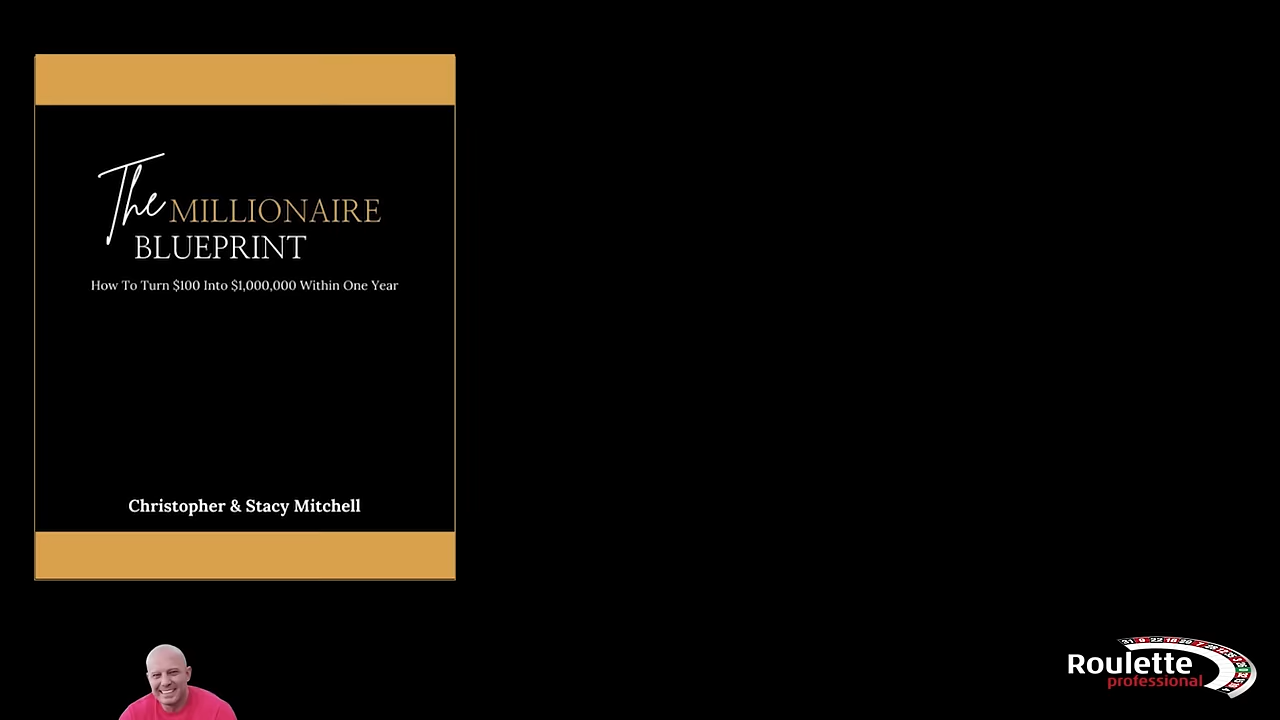 The MILLIONAIRE
BLUEPRINT
How To Turn $100 Into $1,000,000 Within One Year
Christopher & Stacy Mitchell
Roulette
professional